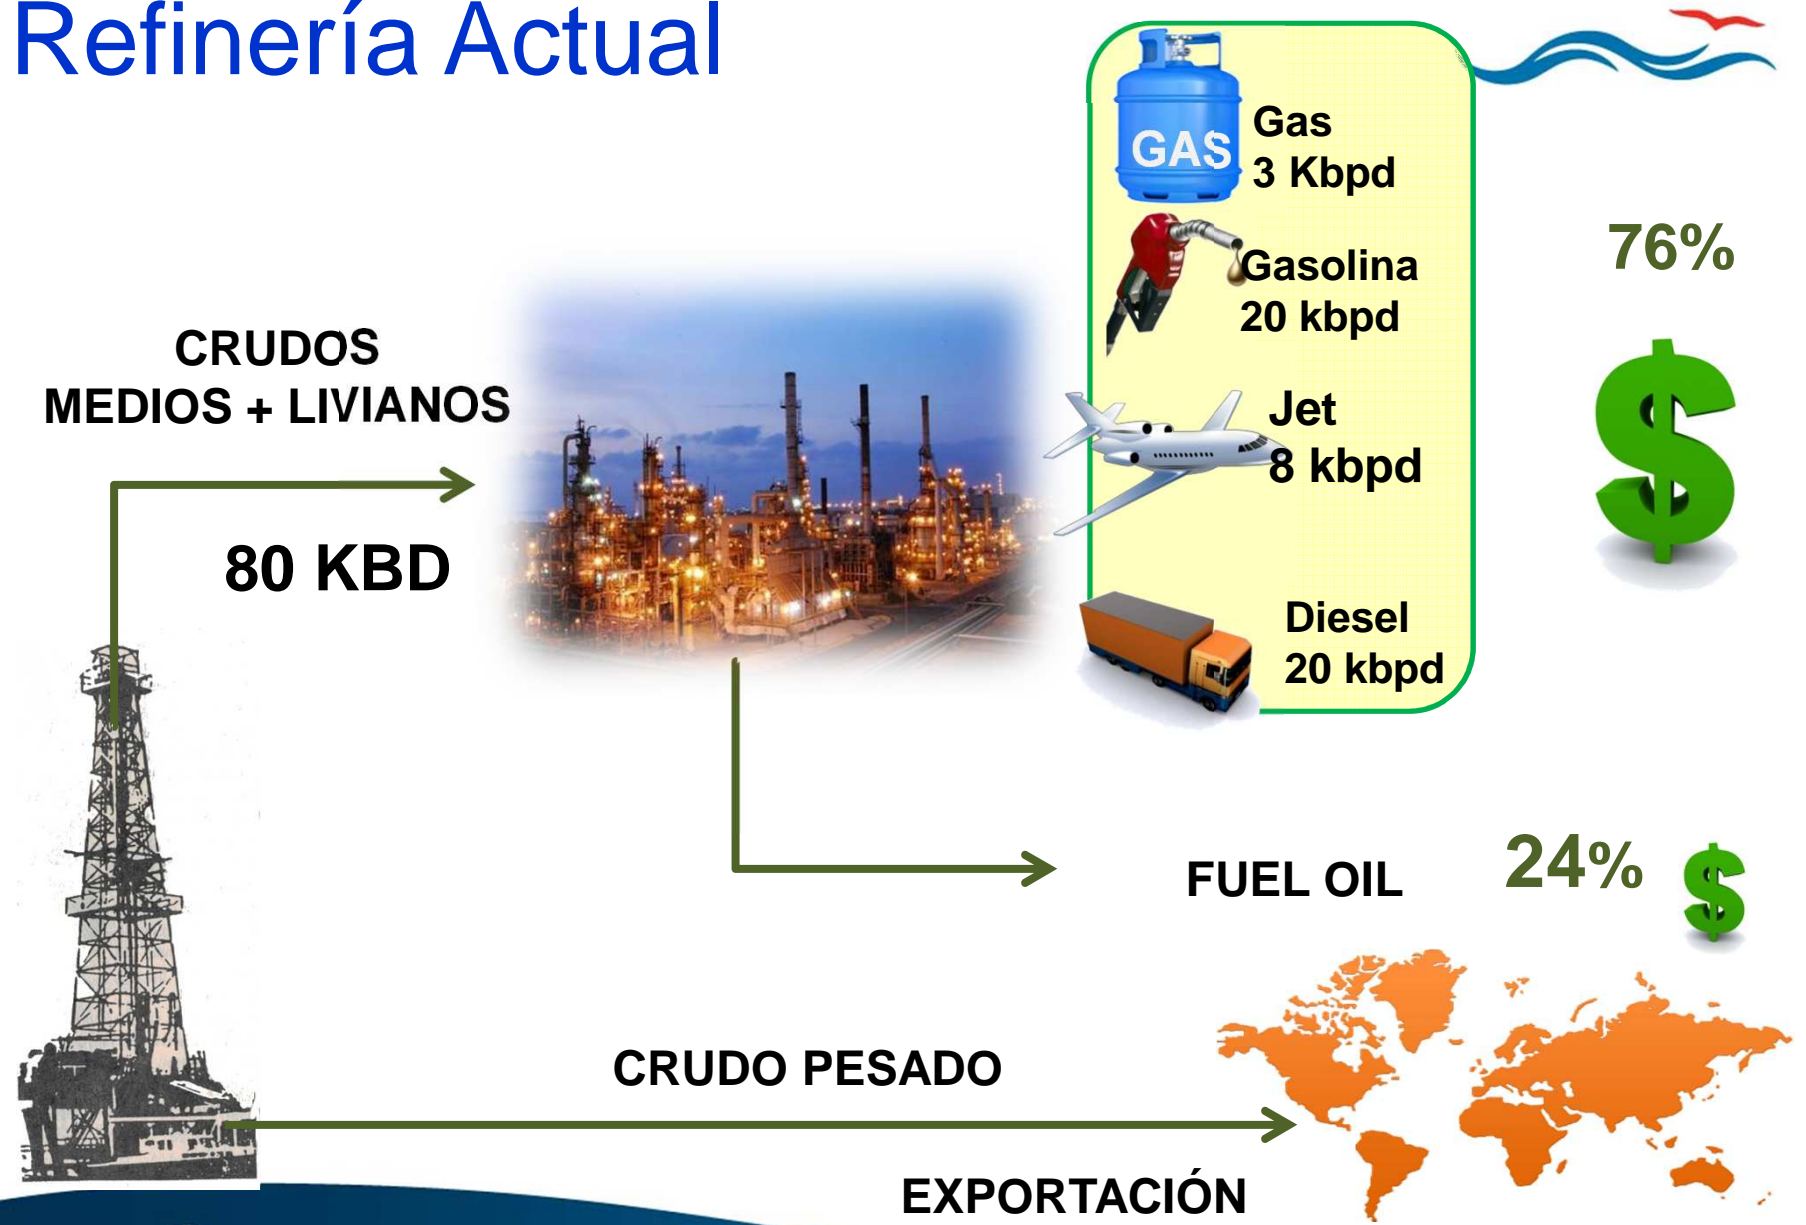 Refinería Actual
GAS
Gas
3 Kbpd
Gasolina
20 kbpd
Jet
8 kbpd
Diesel
20 kbpd
76%
CRUDOS
MEDIOS + LIVIANOS
80 KBD
FUEL OIL
24%
CRUDO PESADO
EXPORTACIÓN